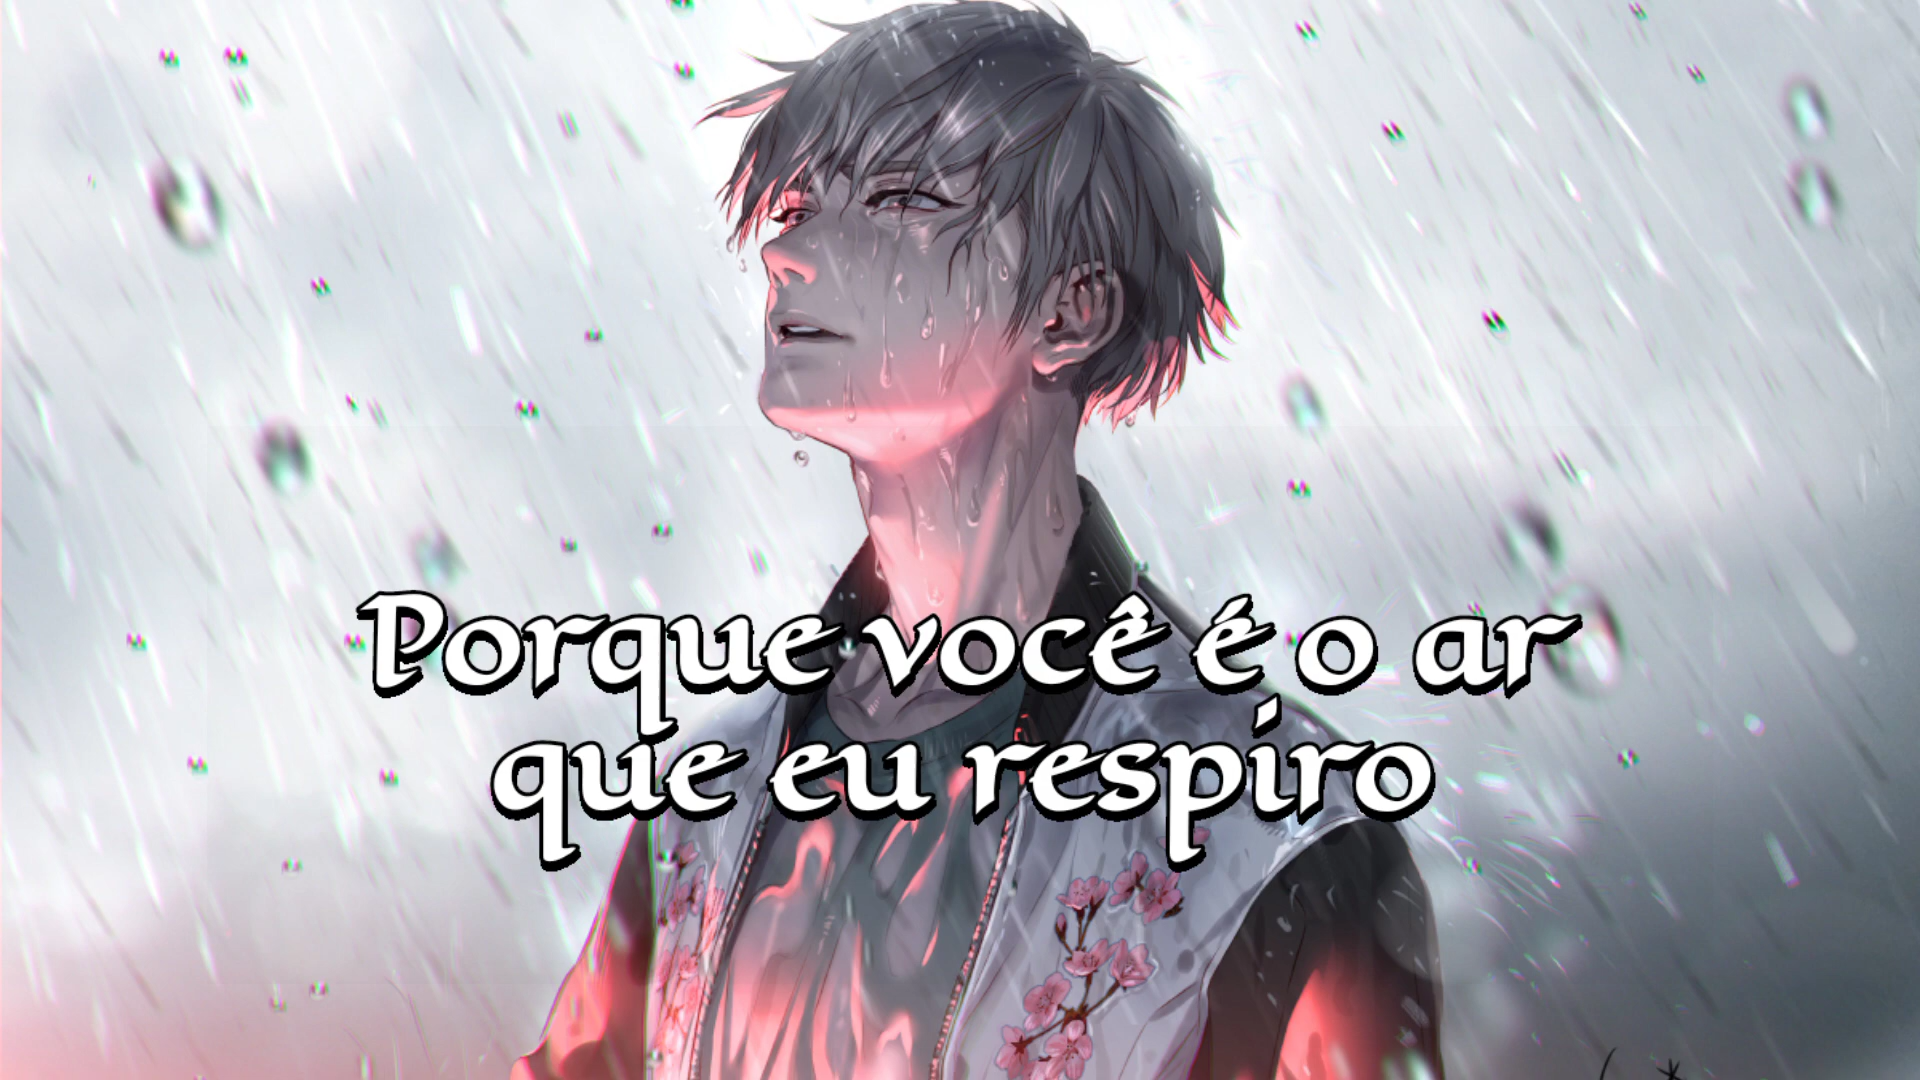 Porque você é o ar
que eu respiro